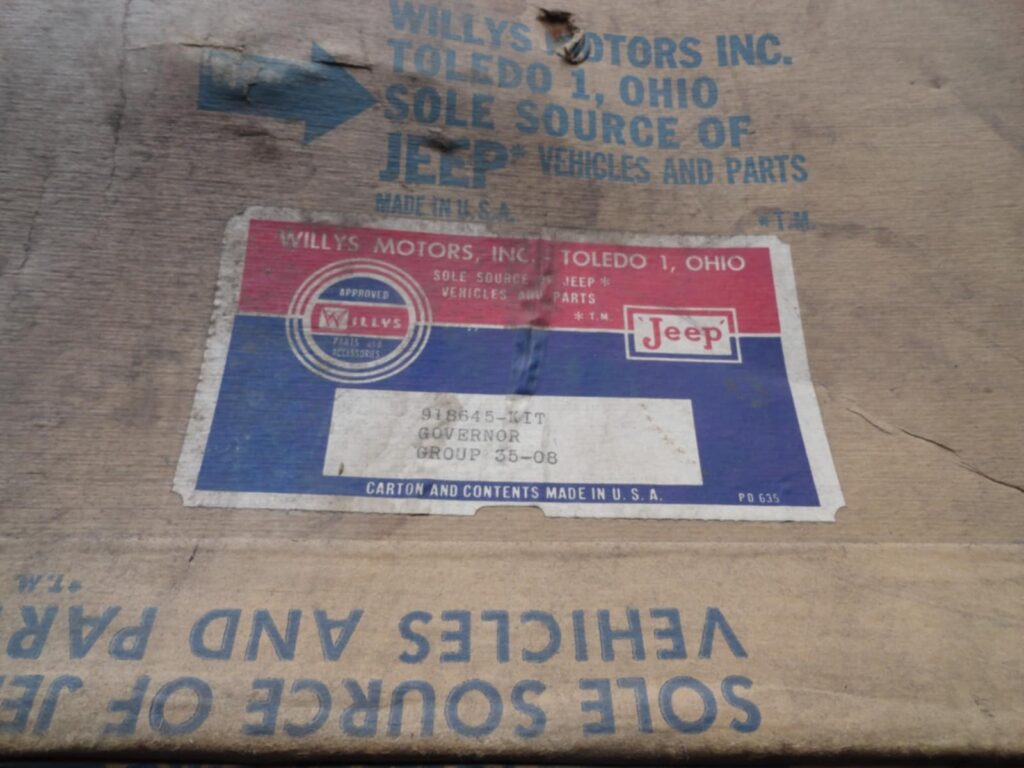 WILLYS MOTORS INC.
TOLEDO 1, OHIO
SOLE SOURCE OF
JEEP* VEHICLES AND PARTS
MADE IN U.S.A.
*T.M.
WILLYS MOTORS, INC. - TOLEDO 1, OHIO
SOLE SOURCE OF JEEP*
VEHICLES AND PARTS
*T.M.
APPROVED
WILLYS
PARTS and
ACCESSORIES
'Jeep'
918645-KIT
GOVERNOR
GROUP 35-08
CARTON AND CONTENTS MADE IN U.S.A.
PD 635
SOLE SOURCE OF JE
VEHICLES AND PAR
*T.M.